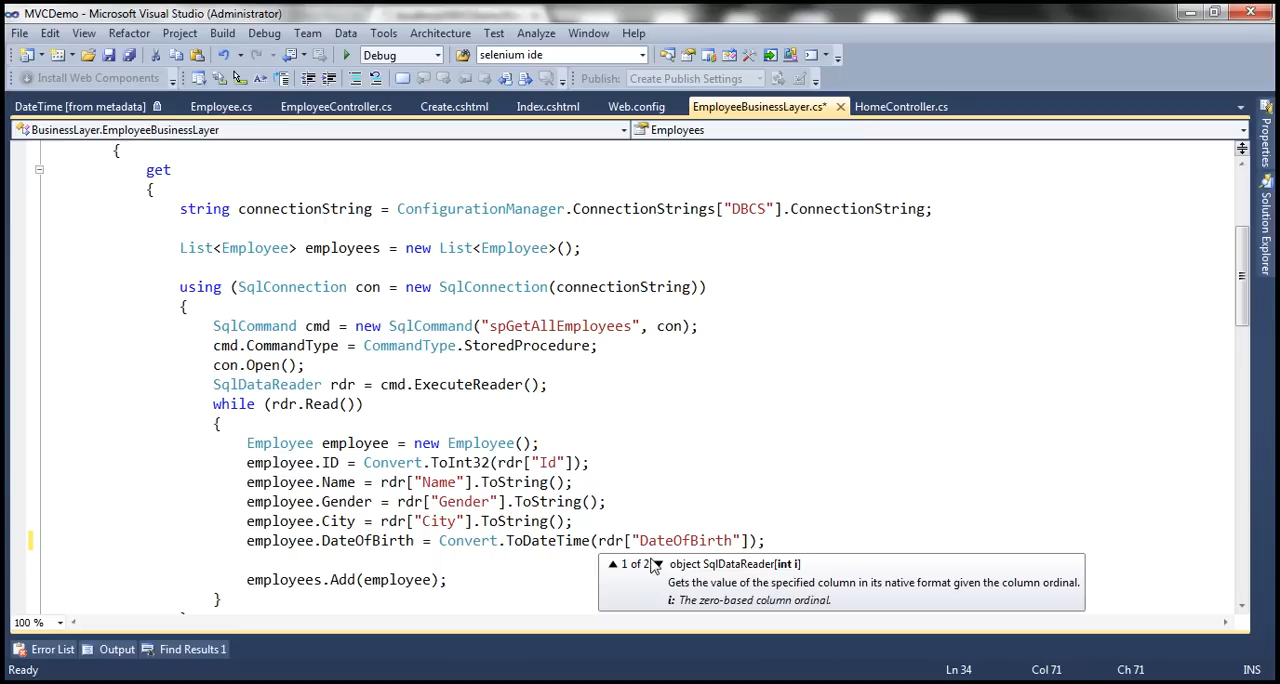 MVCDemo - Microsoft Visual Studio (Administrator)
File Edit View Refactor Project Build Debug Team Data Tools Architecture Test Analyze Window Help
Debug selenium ide
Install Web Components Publish: Create Publish Settings
DateTime [from metadata] Employee.cs EmployeeController.cs Create.cshtml Index.cshtml Web.config EmployeeBusinessLayer.cs* HomeController.cs
BusinessLayer.EmployeeBusinessLayer Employees
{
get
{
string connectionString = ConfigurationManager.ConnectionStrings["DBCS"].ConnectionString;
List<Employee> employees = new List<Employee>();
using (SqlConnection con = new SqlConnection(connectionString))
{
SqlCommand cmd = new SqlCommand("spGetAllEmployees", con);
cmd.CommandType = CommandType.StoredProcedure;
con.Open();
SqlDataReader rdr = cmd.ExecuteReader();
while (rdr.Read())
{
Employee employee = new Employee();
employee.ID = Convert.ToInt32(rdr["Id"]);
employee.Name = rdr["Name"].ToString();
employee.Gender = rdr["Gender"].ToString();
employee.City = rdr["City"].ToString();
employee.DateOfBirth = Convert.ToDateTime(rdr["DateOfBirth"]);
1 of 2 object SqlDataReader[int i]
Gets the value of the specified column in its native format given the column ordinal.
i: The zero-based column ordinal.
employees.Add(employee);
}
100 %
Error List Output Find Results 1
Ready Ln 34 Col 71 Ch 71 INS
Properties
Solution Explorer